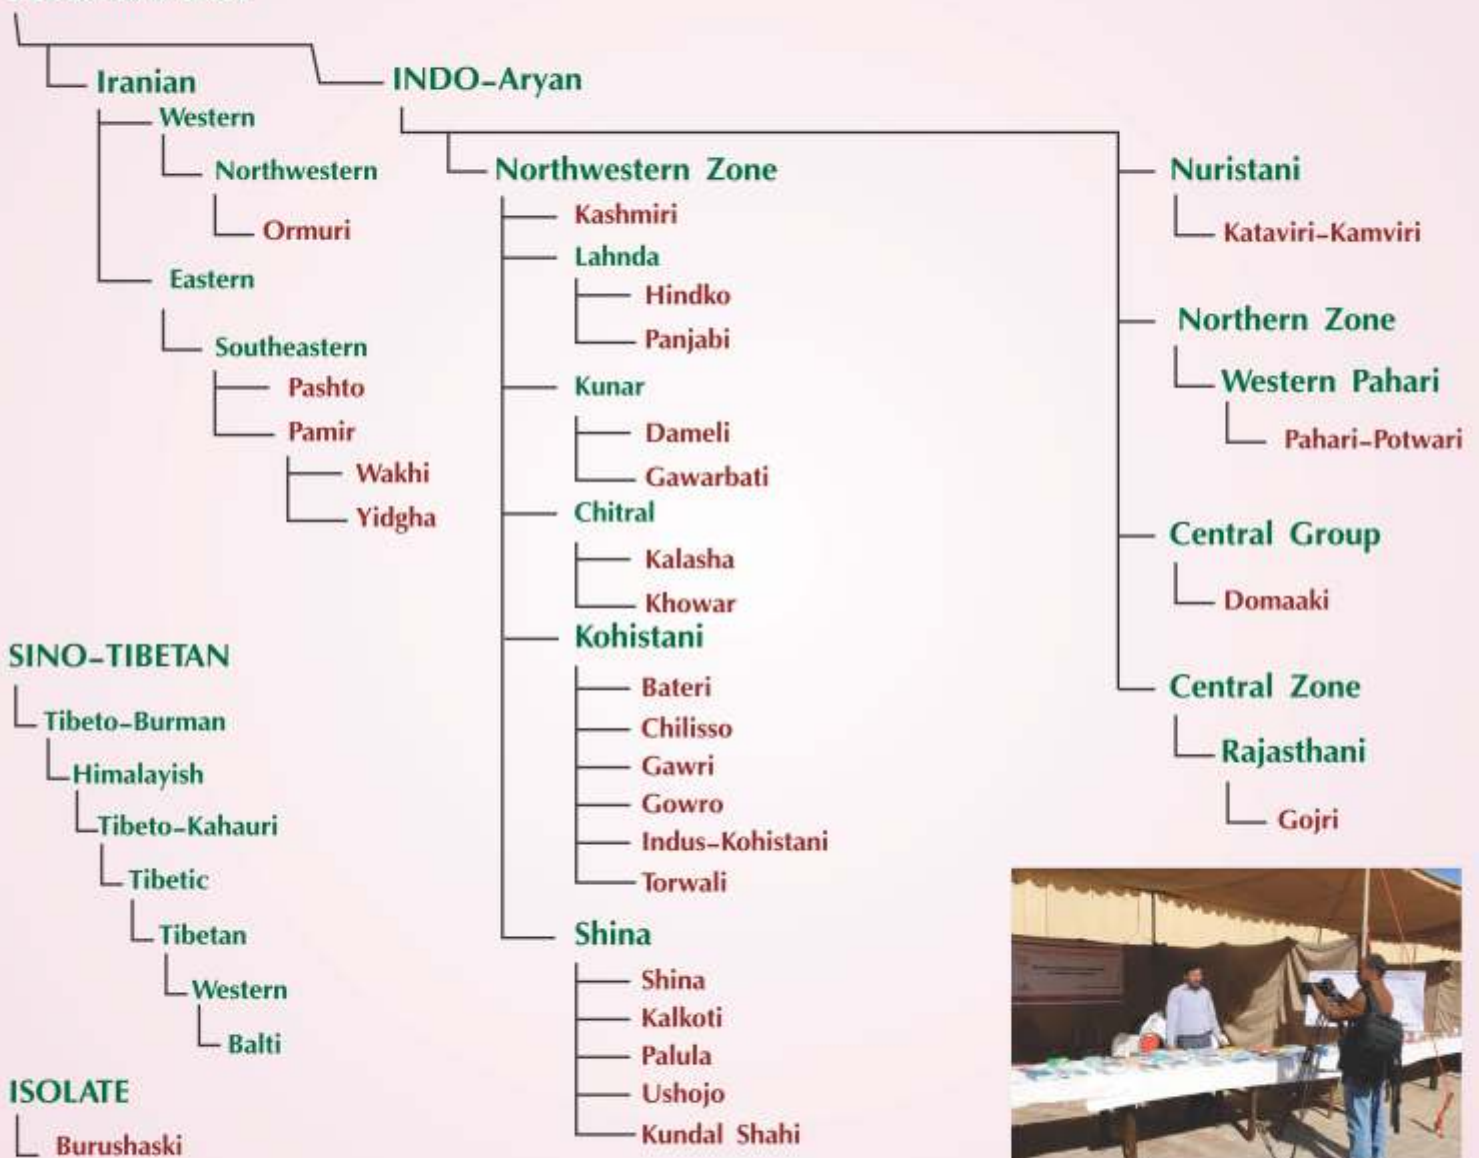 Iranian
Western
Northwestern
Ormuri
Eastern
Southeastern
Pashto
Pamir
Wakhi
Yidgha
INDO-Aryan
Northwestern Zone
Kashmiri
Lahnda
Hindko
Panjabi
Kunar
Dameli
Gawarbati
Chitral
Kalasha
Khowar
Kohistani
Bateri
Chilisso
Gawri
Gowro
Indus-Kohistani
Torwali
Shina
Shina
Kalkoti
Palula
Ushojo
Kundal Shahi
Nuristani
Kataviri-Kamviri
Northern Zone
Western Pahari
Pahari-Potwari
Central Group
Domaaki
Central Zone
Rajasthani
Gojri
SINO-TIBETAN
Tibeto-Burman
Himalayish
Tibeto-Kahauri
Tibetic
Tibetan
Western
Balti
ISOLATE
Burushaski